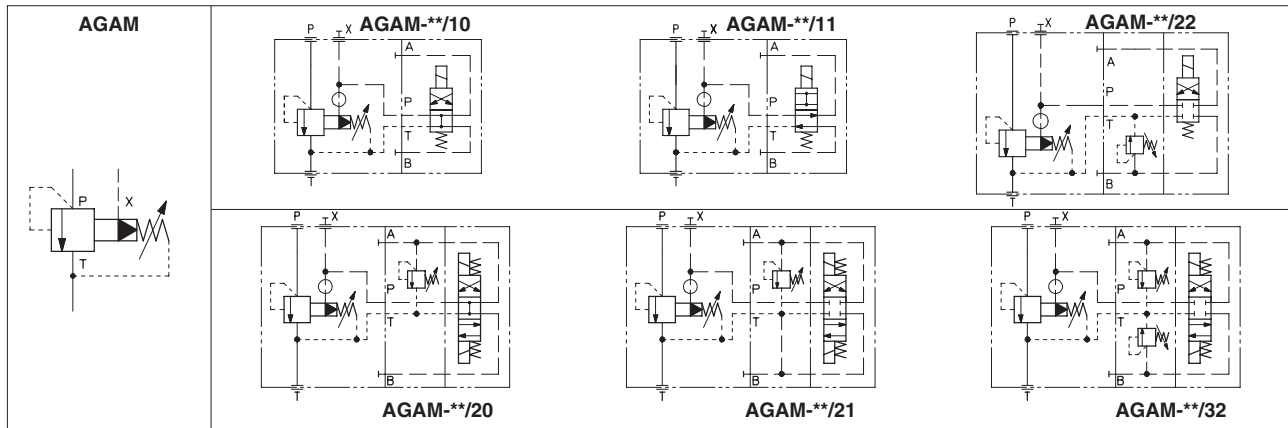 AGAM
P X
T
AGAM-**/10
P X
A
P
T
B
T
AGAM-**/11
P X
A
P
T
B
T
AGAM-**/22
P X
A
P
T
B
T
P X
A
P
T
B
T
AGAM-**/20
P X
A
P
T
B
T
AGAM-**/21
P X
A
P
T
B
T
AGAM-**/32